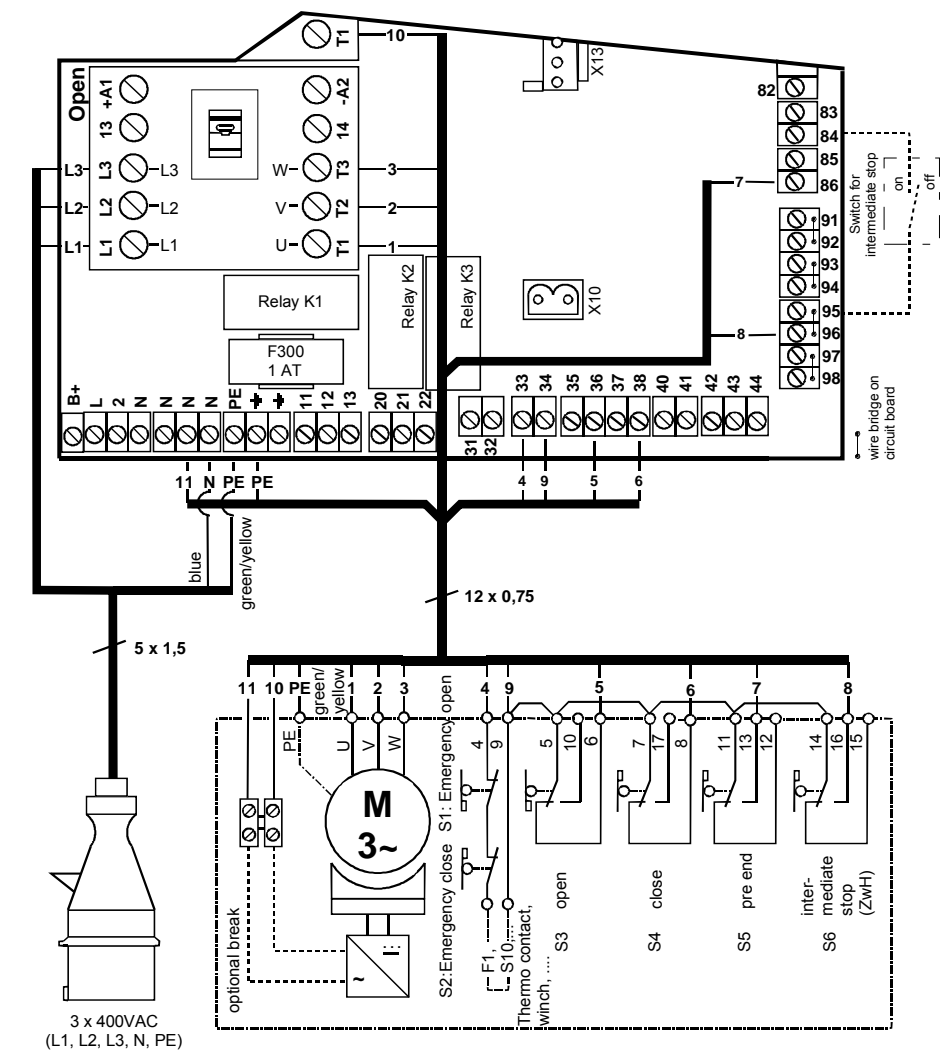 T1
10
X13
Open
+A1
-A2
13
14
L3
L3
L3
W
T3
3
L2
L2
L2
V
T2
2
L1
L1
L1
U
T1
1
82
83
84
85
86
7
91
92
93
94
95
96
8
97
98
Switch for
intermediate stop
on
off
Relay K1
Relay K2
Relay K3
X10
F300
1 AT
B+
L
2
N
N
N
N
PE
11
12
13
20
21
22
31
32
33
34
35
36
37
38
40
41
42
43
44
wire bridge on
circuit board
11
N
PE
PE
4
9
5
6
blue
green/yellow
12 x 0,75
5 x 1,5
11
10
PE
green/
yellow
1
2
3
4
9
5
6
7
8
PE
U
V
W
4
9
5
10
6
7
17
8
11
13
12
14
16
15
M
3~
S1: Emergency open
S2:Emergency close
optional break
~
F1,
S10,....
Thermo contact,
winch, ....
open
S3
close
S4
pre end
S5
inter-
mediate
stop
(ZwH)
S6
3 x 400VAC
(L1, L2, L3, N, PE)